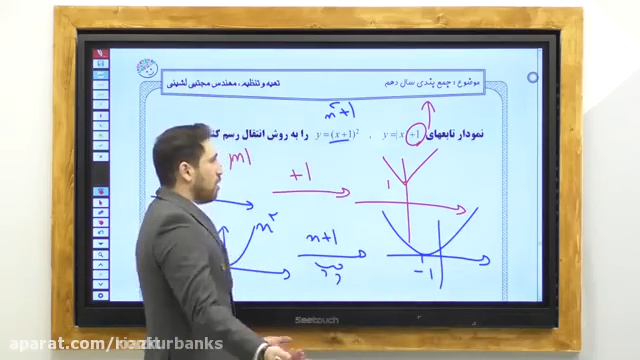 موضوع : جمع بندی سال دهم
تهیه و تنظیم : مهندس مجتبی لشینی
x²+1
نمودار تابعهای y=|x|+1 , y=(x+1)² را به روش انتقال رسم کنید
|x|
+1
1
x²
x+1
-1
Seetouch
aparat.com/